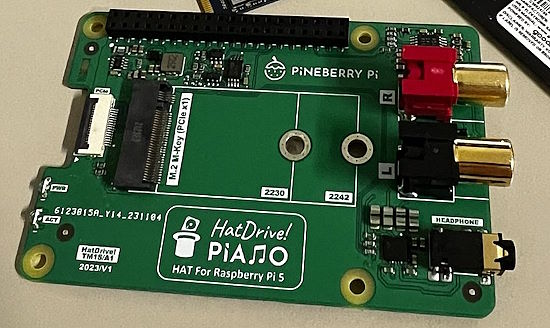 PiNEBERRY Pi
PCIe
R
M.2 M-Key (PCIe x1)
L
2230
2242
PWR
ACT
6123015A_Y14_231104
HatDrive!
PiANO
HAT For Raspberry Pi 5
HEADPHONE
HatDrive!
TM1S/A1
2023/V1